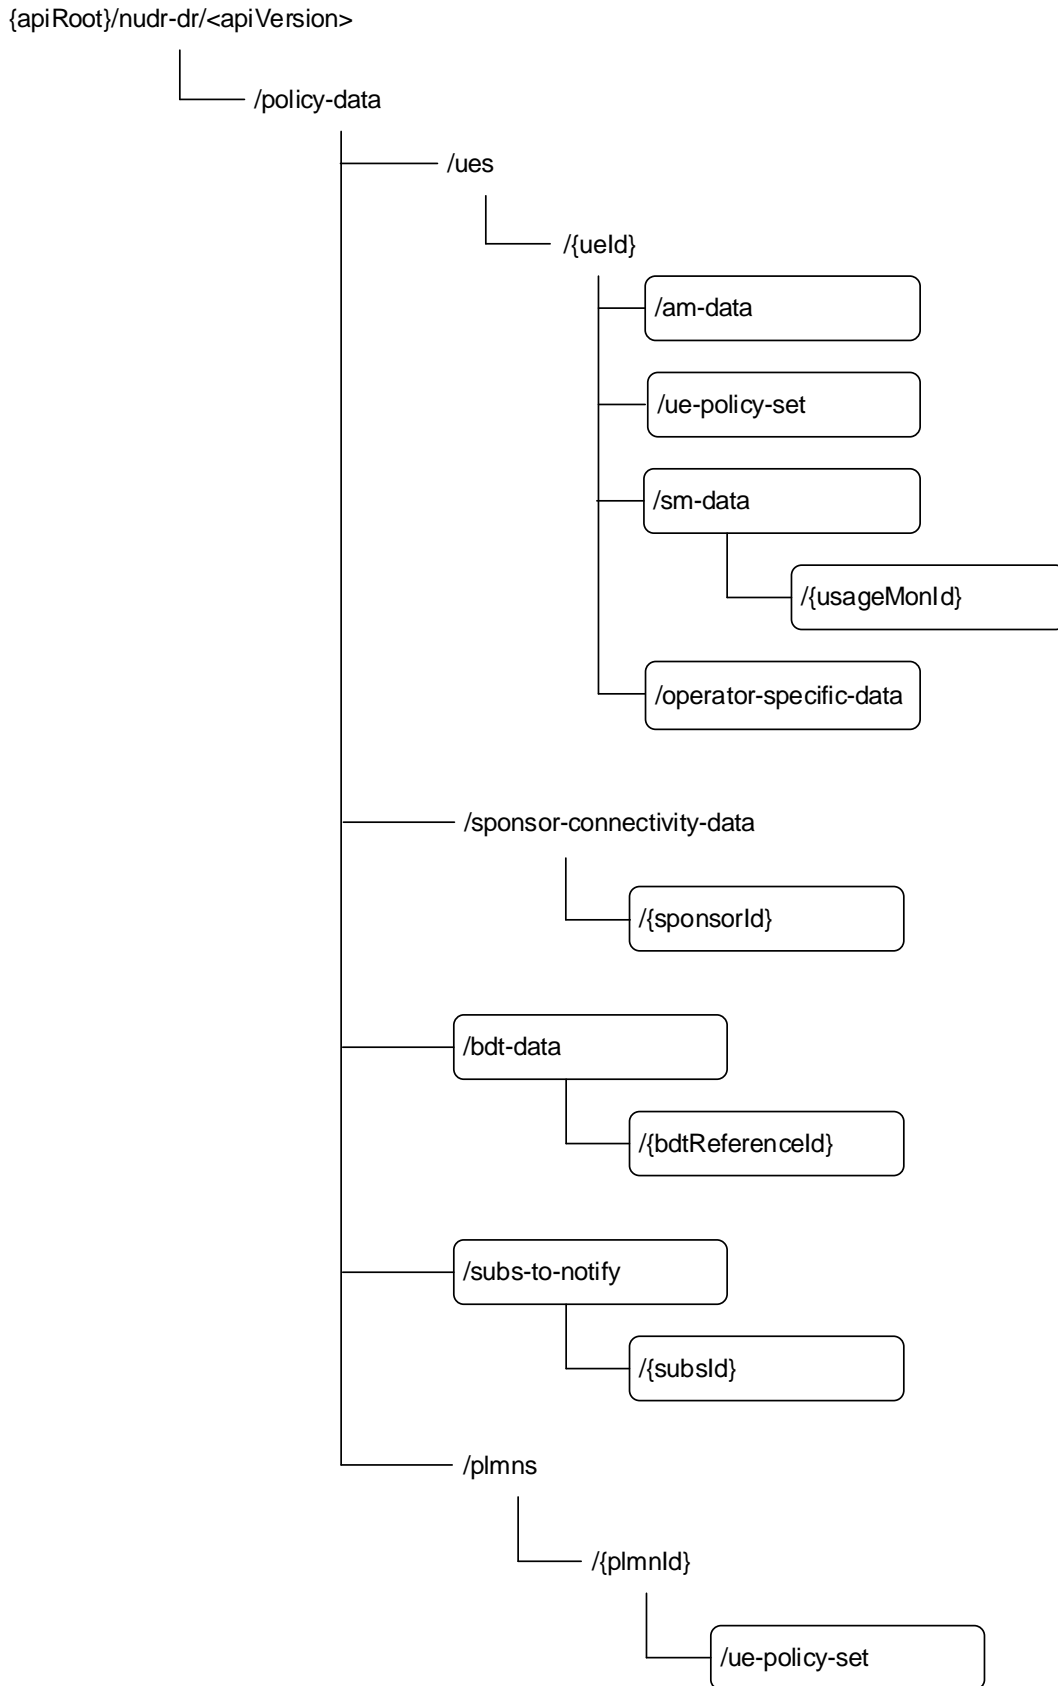 {apiRoot}/nudr-dr/<apiVersion>
/policy-data
/ues
/{ueId}
/am-data
/ue-policy-set
/sm-data
/{usageMonId}
/operator-specific-data
/sponsor-connectivity-data
/{sponsorId}
/bdt-data
/{bdtReferenceId}
/subs-to-notify
/{subsId}
/plmns
/{plmnId}
/ue-policy-set